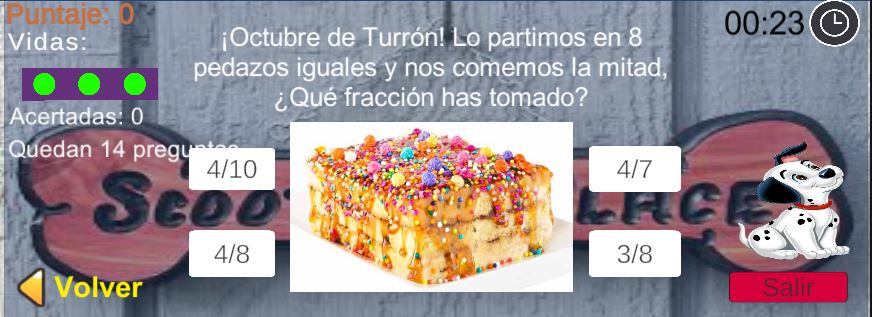 Puntaje: 0
Vidas:
Acertadas: 0
Quedan 14 preguntas
00:23
¡Octubre de Turrón! Lo partimos en 8
pedazos iguales y nos comemos la mitad,
¿Qué fracción has tomado?
4/10
4/7
4/8
3/8
Volver
Salir